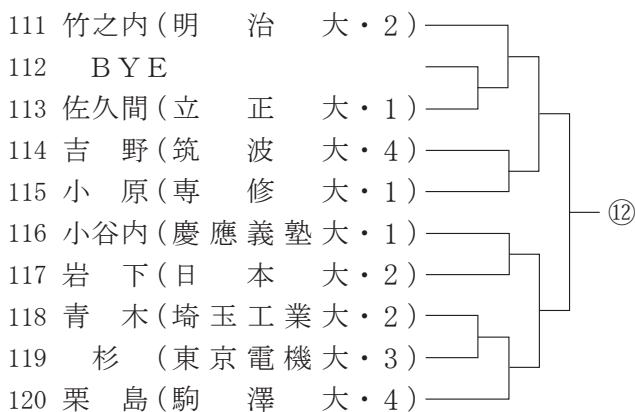 111 竹之内(明治大・2)
112 BYE
113 佐久間(立正大・1)
114 吉野(筑波大・4)
115 小原(専修大・1)
116 小谷内(慶應義塾大・1)
117 岩下(日本大・2)
118 青木(埼玉工業大・2)
119 杉(東京電機大・3)
120 栗島(駒澤大・4)
⑫